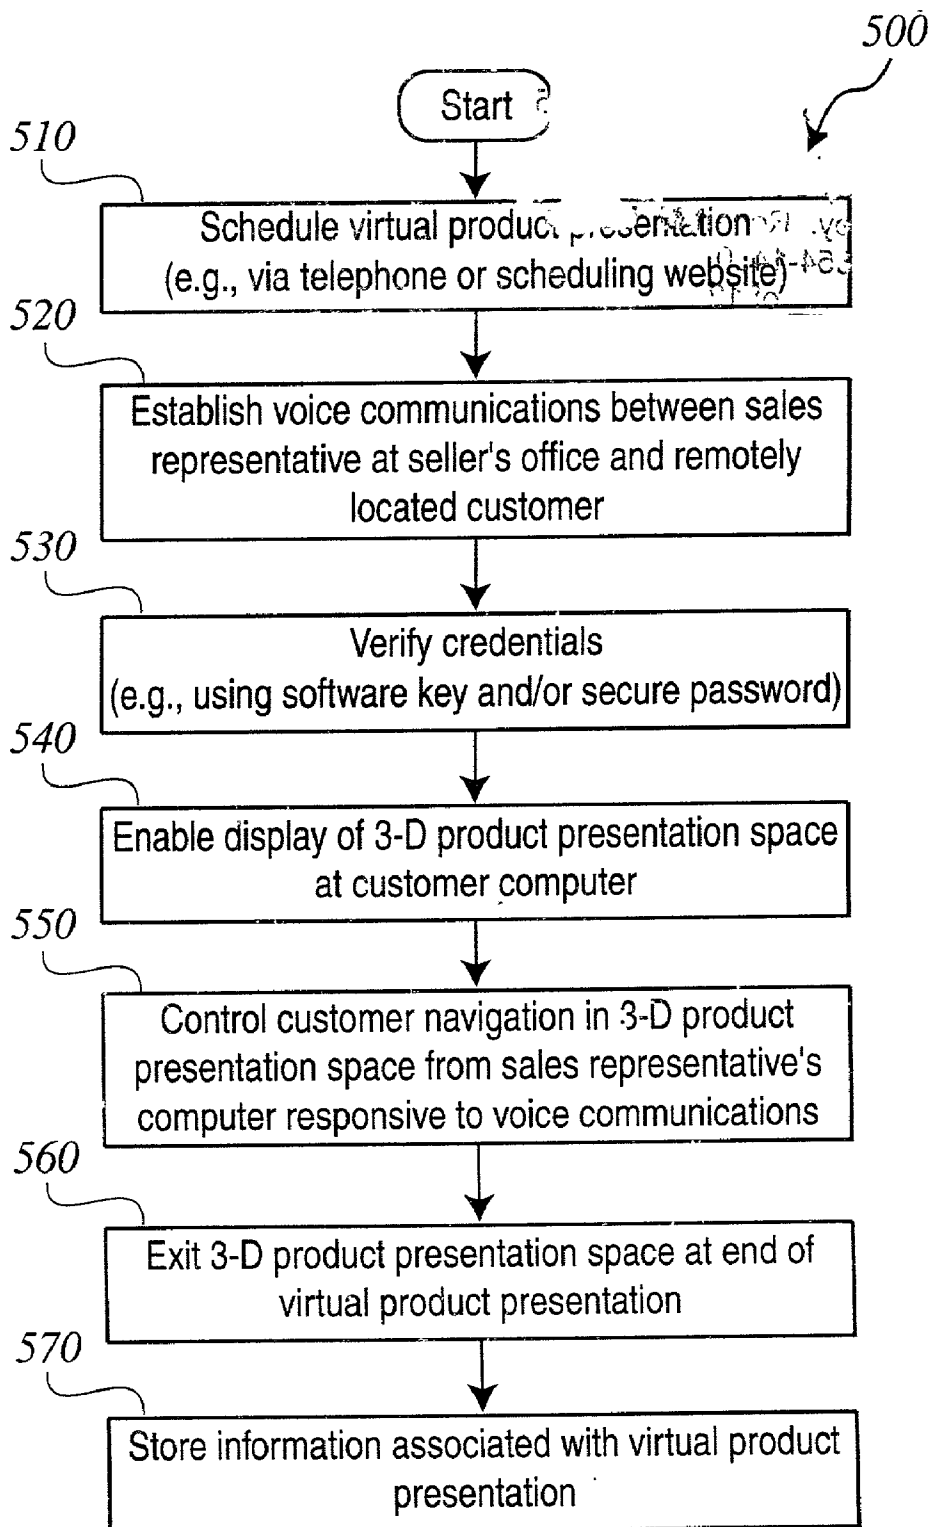 500
Start
510
Schedule virtual product presentation
(e.g., via telephone or scheduling website)
520
Establish voice communications between sales
representative at seller's office and remotely
located customer
530
Verify credentials
(e.g., using software key and/or secure password)
540
Enable display of 3-D product presentation space
at customer computer
550
Control customer navigation in 3-D product
presentation space from sales representative's
computer responsive to voice communications
560
Exit 3-D product presentation space at end of
virtual product presentation
570
Store information associated with virtual product
presentation